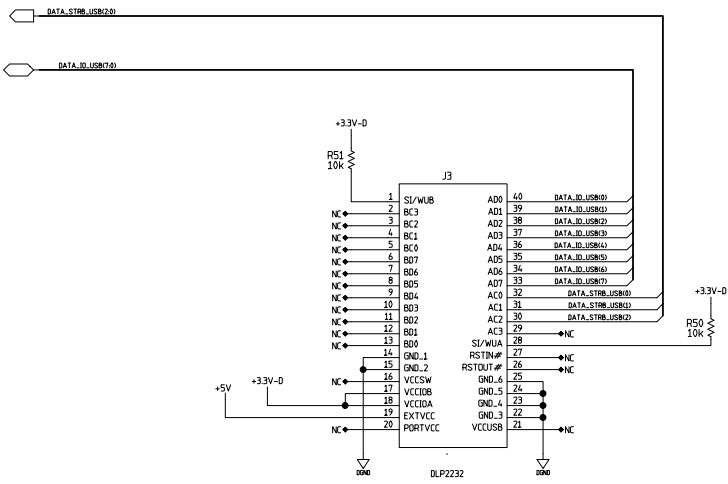 DATA_STRB_USB(2:0)
DATA_IO_USB(7:0)
+3.3V-D
R51
10k
J3
1 SI/WUB AD0 40 DATA_IO_USB(0)
NC 2 BC3 AD1 39 DATA_IO_USB(1)
NC 3 BC2 AD2 38 DATA_IO_USB(2)
NC 4 BC1 AD3 37 DATA_IO_USB(3)
NC 5 BC0 AD4 36 DATA_IO_USB(4)
NC 6 BD7 AD5 35 DATA_IO_USB(5)
NC 7 BD6 AD6 34 DATA_IO_USB(6)
NC 8 BD5 AD7 33 DATA_IO_USB(7)
NC 9 BD4 AC0 32 DATA_STRB_USB(0)
NC 10 BD3 AC1 31 DATA_STRB_USB(1)
NC 11 BD2 AC2 30 DATA_STRB_USB(2)
NC 12 BD1 AC3 29 NC
NC 13 BD0 SI/WUA 28
14 GND_1 RSTIN# 27 NC
15 GND_2 RSTOUT# 26 NC
NC 16 VCCSW GND_6 25
17 VCCIOB GND_5 24
18 VCCIOA GND_4 23
19 EXTVCC GND_3 22
NC 20 PORTVCC VCCUSB 21 NC
+3.3V-D
R50
10k
+5V
+3.3V-D
DGND
DLP2232
DGND